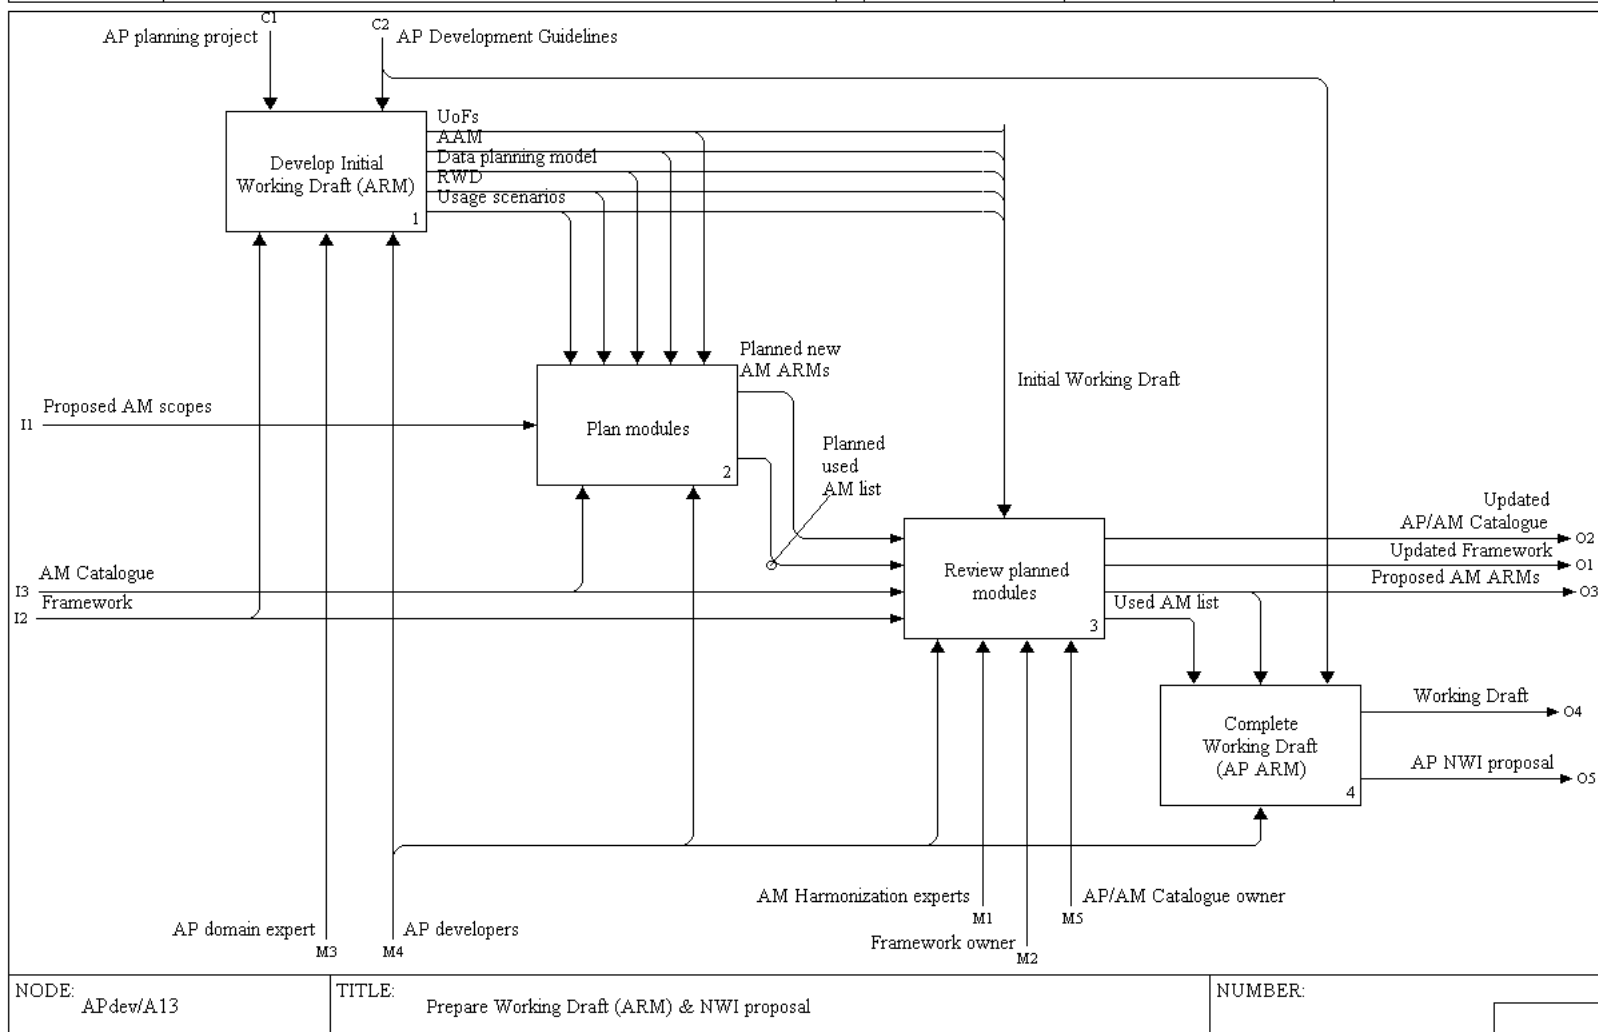 C1
AP planning project
C2
AP Development Guidelines
UoFs
AAM
Data planning model
RWD
Usage scenarios
Develop Initial
Working Draft (ARM)
1
Planned new
AM ARMs
Initial Working Draft
I1
Proposed AM scopes
Plan modules
2
Planned
used
AM list
Updated
AP/AM Catalogue
O2
Updated Framework
O1
Proposed AM ARMs
O3
AM Catalogue
I3
Framework
I2
Review planned
modules
3
Used AM list
Complete
Working Draft
(AP ARM)
4
Working Draft
O4
AP NWI proposal
O5
AM Harmonization experts
M1
AP/AM Catalogue owner
M5
Framework owner
M2
AP domain expert
M3
AP developers
M4
NODE:
APdev/A13
TITLE:
Prepare Working Draft (ARM) & NWI proposal
NUMBER: